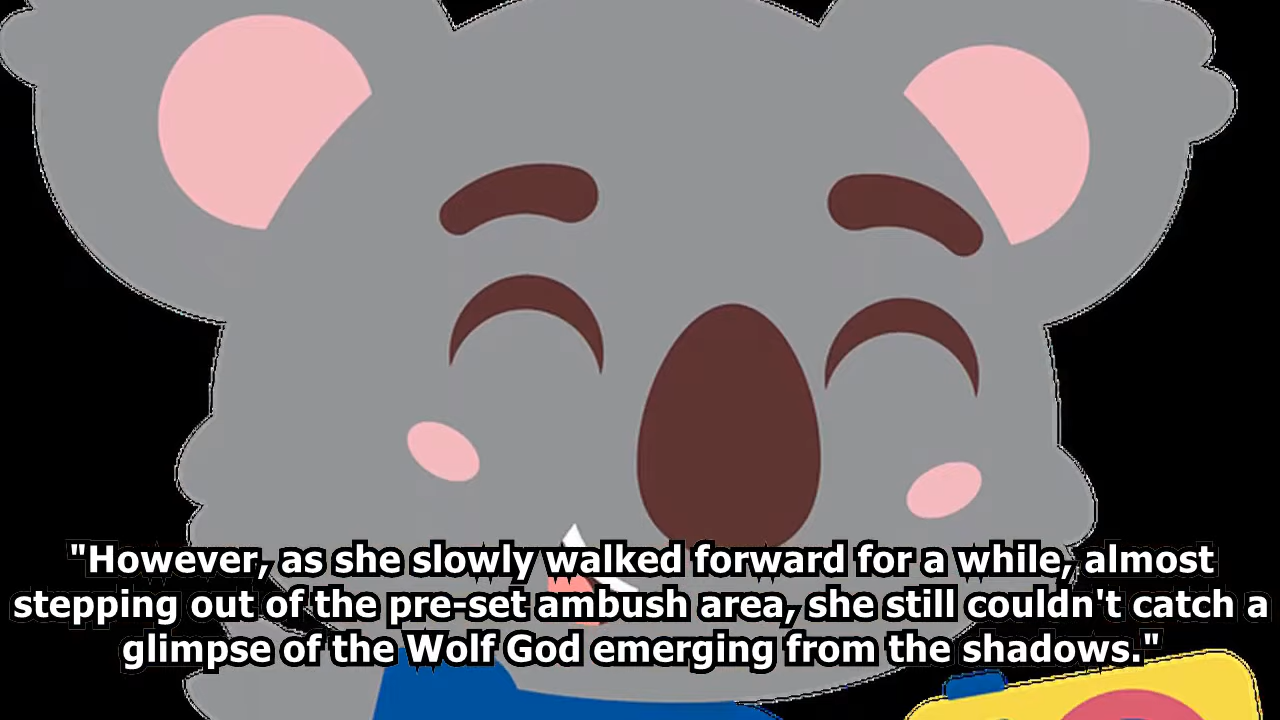 "However, as she slowly walked forward for a while, almost
stepping out of the pre-set ambush area, she still couldn't catch a
glimpse of the Wolf God emerging from the shadows."